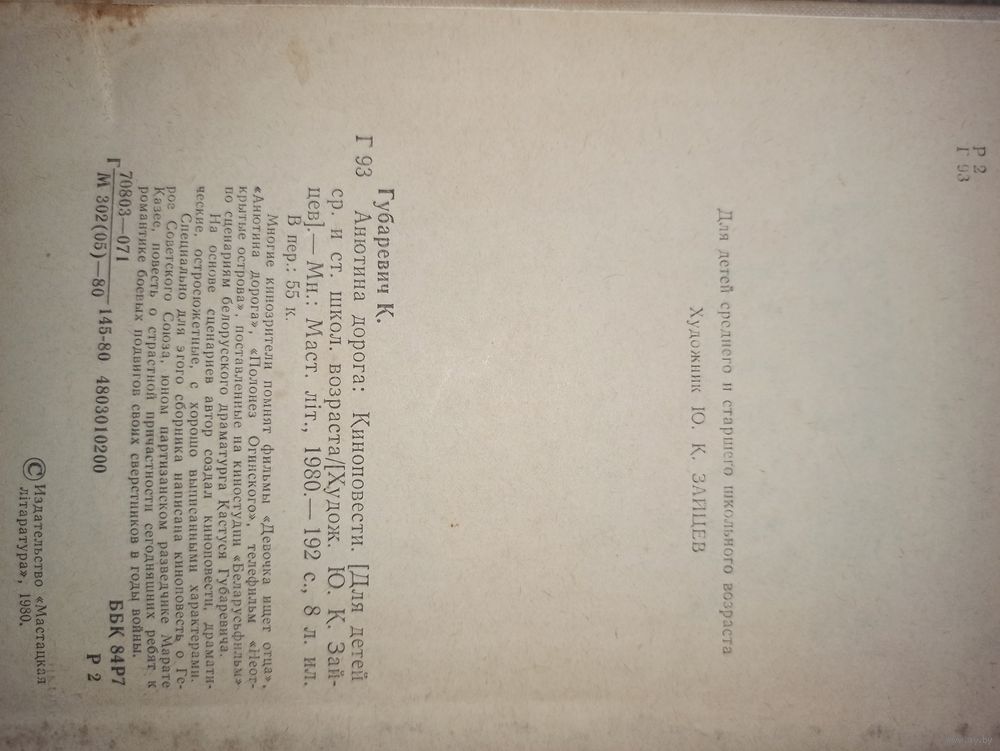 Р 2
Г 93
Для детей среднего и старшего школьного возраста
Художник Ю. К. ЗАЙЦЕВ
Губаревич К.
Г 93 Анютина дорога: Киноповести. [Для детей
ср. и ст. школ. возраста/[Худож. Ю. К. Зай-
цев].— Мн.: Маст. літ., 1980.— 192 с., 8 л. ил.
В пер.: 55 к.
Многие кинозрители помнят фильмы «Девочка ищет отца»,
«Анютина дорога», «Полонез Огинского», телефильм «Неот-
крытые острова», поставленные на киностудии «Беларусьфильм»
по сценариям белорусского драматурга Кастуся Губаревича.
На основе сценариев автор создал киноповести, драмати-
ческие, остросюжетные, с хорошо выписанными характерами.
Специально для этого сборника написана киноповесть о Ге-
рое Советского Союза, юном партизанском разведчике Марате
Казее, повесть о страстной причастности сегодняшних ребят к
романтике боевых подвигов своих сверстников в годы войны.
Г 70803—071
М 302(05)—80 145-80 4803010200
ББК 84Р7
Р 2
© Издательство «Мастацкая
літаратура», 1980.